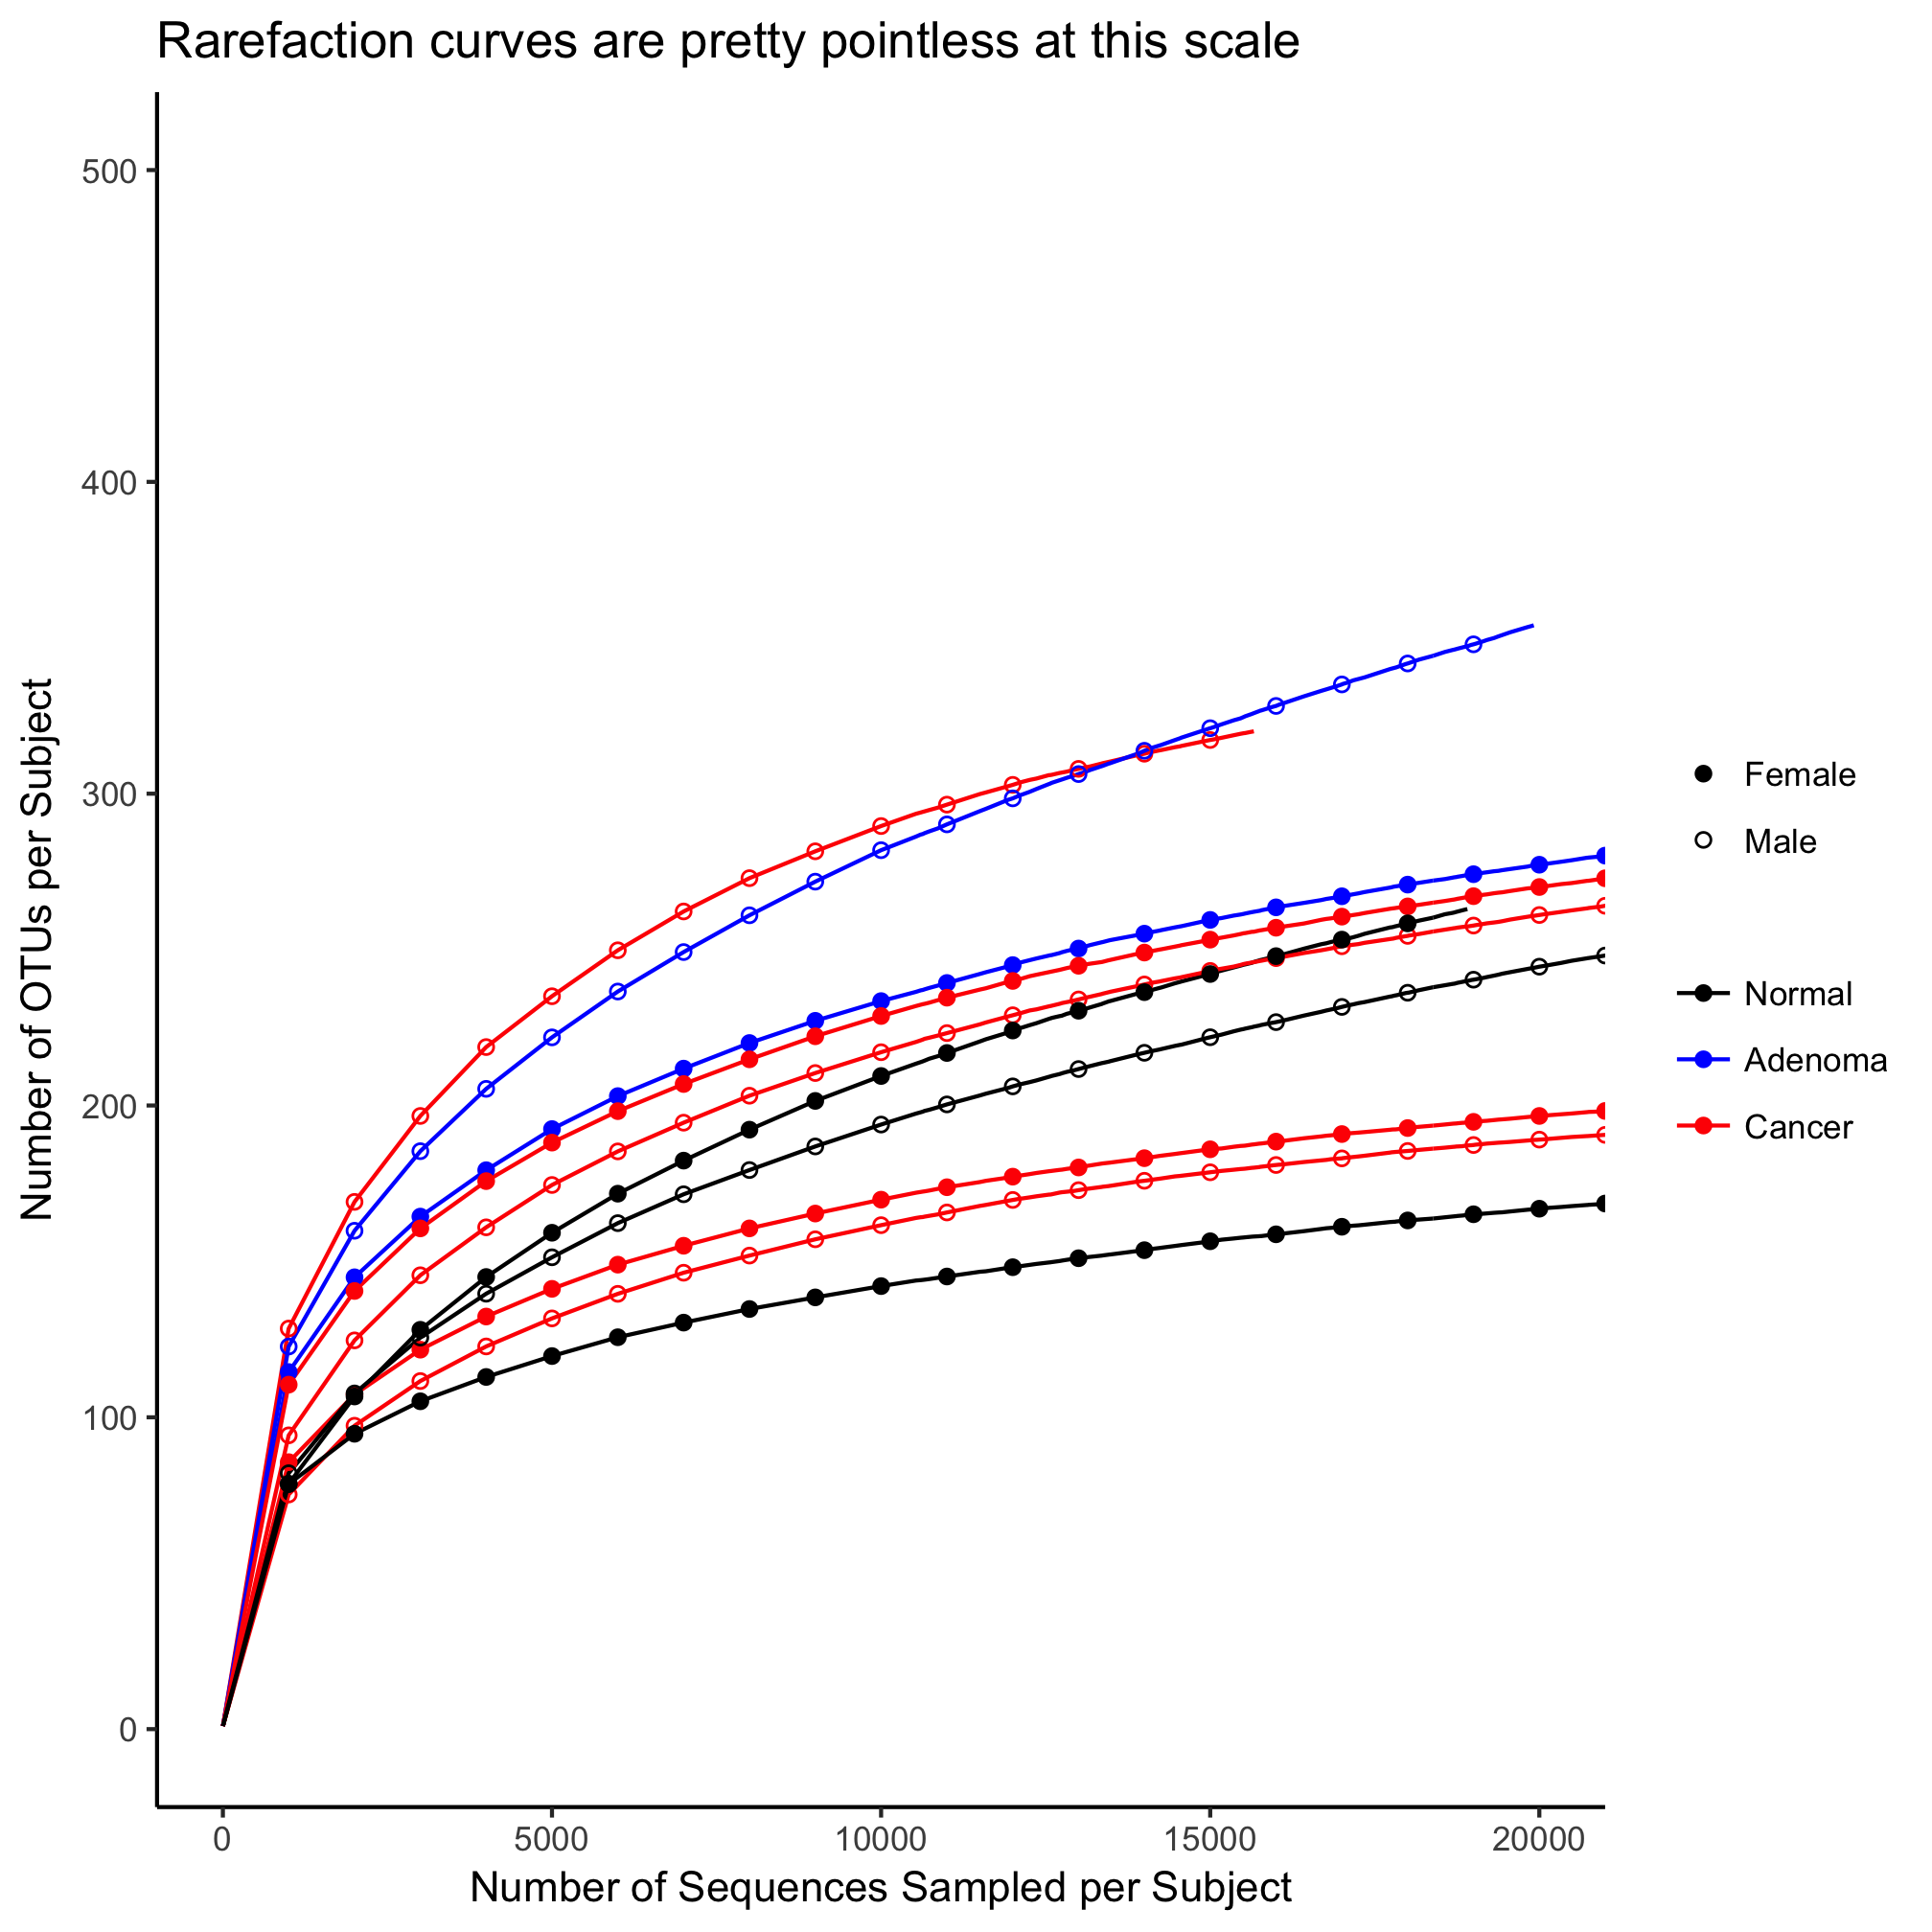 Rarefaction curves are pretty pointless at this scale
500
400
300
200
100
0
Number of OTUs per Subject
0 5000 10000 15000 20000
Number of Sequences Sampled per Subject
Female
Male
Normal
Adenoma
Cancer